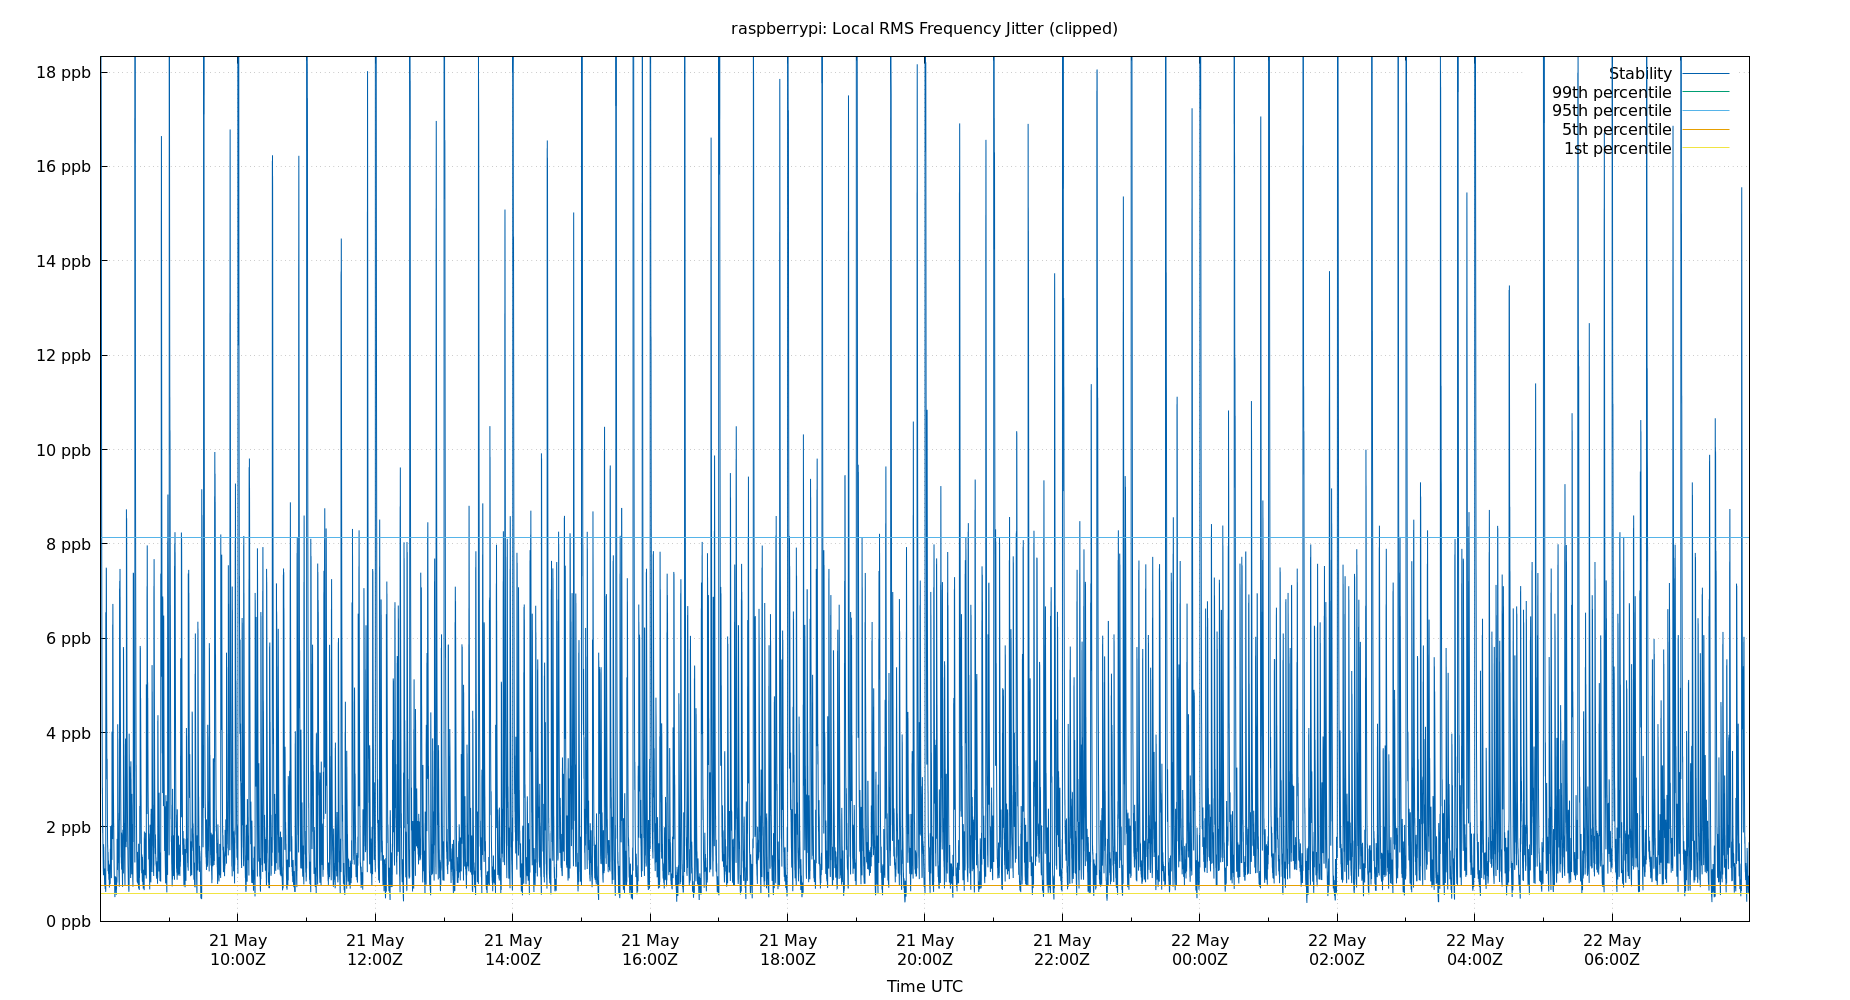 raspberrypi: Local RMS Frequency Jitter (clipped)
18 ppb
16 ppb
14 ppb
12 ppb
10 ppb
8 ppb
6 ppb
4 ppb
2 ppb
0 ppb
Stability
99th percentile
95th percentile
5th percentile
1st percentile
21 May 21 May 21 May 21 May 21 May 21 May 21 May 22 May 22 May 22 May 22 May
10:00Z 12:00Z 14:00Z 16:00Z 18:00Z 20:00Z 22:00Z 00:00Z 02:00Z 04:00Z 06:00Z
Time UTC